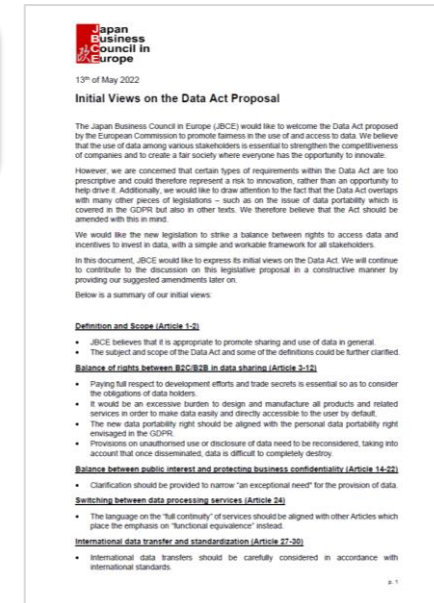 Japan
Business
Council in
Europe
13th of May 2022
Initial Views on the Data Act Proposal
The Japan Business Council in Europe (JBCE) would like to welcome the Data Act proposed
by the European Commission to promote fairness in the use of and access to data. We believe
that the use of data among various stakeholders is essential to strengthen the competitiveness
of companies and to create a fair society where everyone has the opportunity to innovate.
However, we are concerned that certain types of requirements within the Data Act are too
prescriptive and could therefore represent a risk to innovation, rather than an opportunity to
help drive it. Additionally, we would like to draw attention to the fact that the Data Act overlaps
with many other pieces of legislations – such as on the issue of data portability which is
covered in the GDPR but also in other texts. We therefore believe that the Act should be
amended with this in mind.
We would like the new legislation to strike a balance between rights to access data and
incentives to invest in data, with a simple and workable framework for all stakeholders.
In this document, JBCE would like to express its initial views on the Data Act. We will continue
to contribute to the discussion on this legislative proposal in a constructive manner by
providing our suggested amendments later on.
Below is a summary of our initial views:
Definition and Scope (Article 1-2)
• JBCE believes that it is appropriate to promote sharing and use of data in general.
• The subject and scope of the Data Act and some of the definitions could be further clarified.
Balance of rights between B2C/B2B in data sharing (Article 3-12)
• Paying full respect to development efforts and trade secrets is essential so as to consider
the obligations of data holders.
• It would be an excessive burden to design and manufacture all products and related
services in order to make data easily and directly accessible to the user by default.
• The new data portability right should be aligned with the personal data portability right
envisaged in the GDPR.
• Provisions on unauthorised use or disclosure of data need to be reconsidered, taking into
account that once disseminated, data is difficult to completely destroy.
Balance between public interest and protecting business confidentiality (Article 14-22)
• Clarification should be provided to narrow "an exceptional need" for the provision of data.
Switching between data processing services (Article 24)
• The language on the "full continuity" of services should be aligned with other Articles which
place the emphasis on "functional equivalence" instead.
International data transfer and standardization (Article 27-30)
• International data transfers should be carefully considered in accordance with
international standards.
p. 1